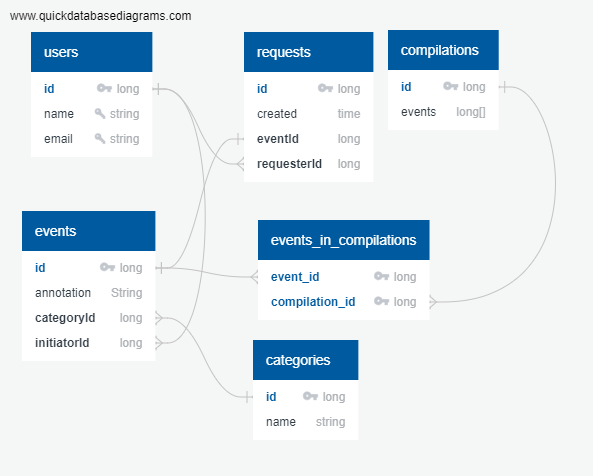 www.quickdatabasediagrams.com
users
id long
name string
email string
requests
id long
created time
eventId long
requesterId long
compilations
id long
events long[]
events
id long
annotation String
categoryId long
initiatorId long
events_in_compilations
event_id long
compilation_id long
categories
id long
name string